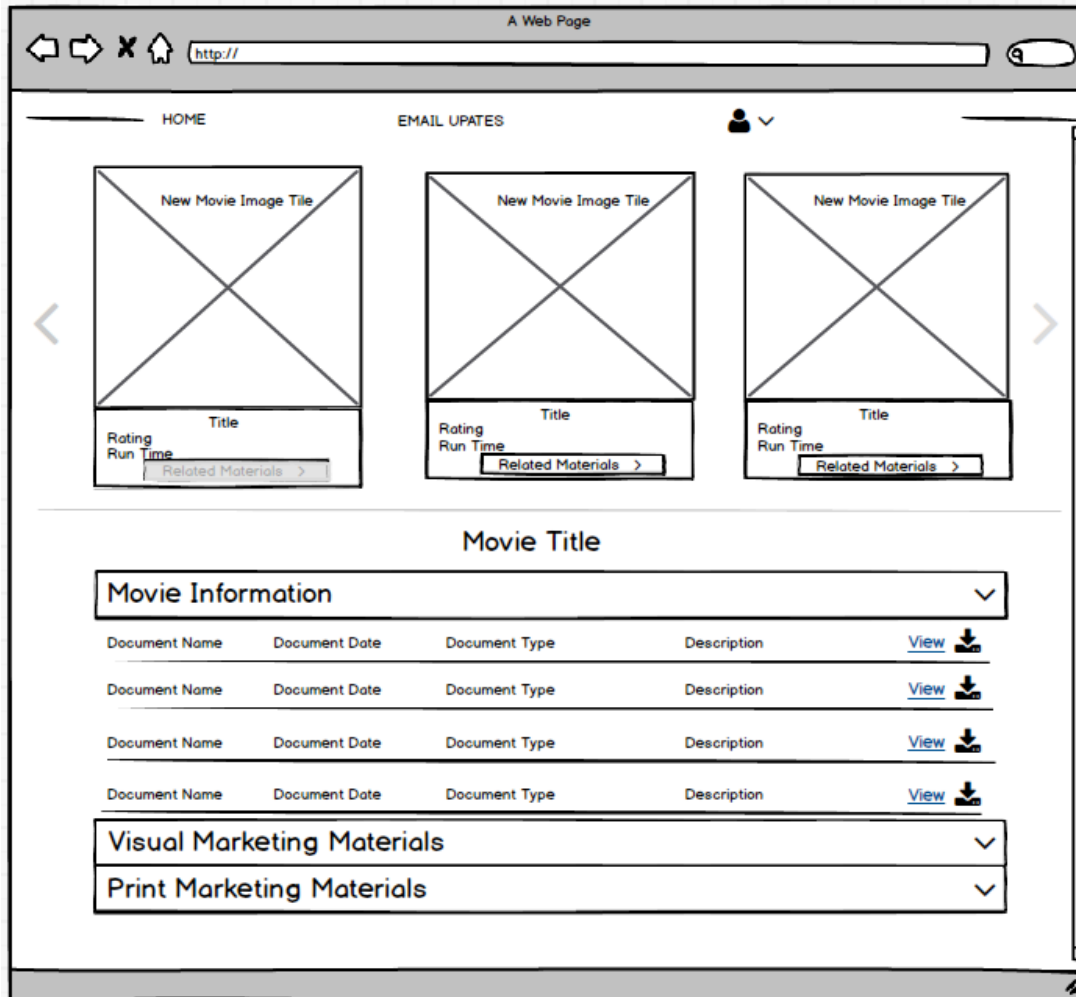 A Web Page
http://
HOME EMAIL UPATES
New Movie Image Tile New Movie Image Tile New Movie Image Tile
Title Title Title
Rating Rating Rating
Run Time Run Time Run Time
Related Materials > Related Materials > Related Materials >
Movie Title
Movie Information
Document Name Document Date Document Type Description View
Document Name Document Date Document Type Description View
Document Name Document Date Document Type Description View
Document Name Document Date Document Type Description View
Visual Marketing Materials
Print Marketing Materials